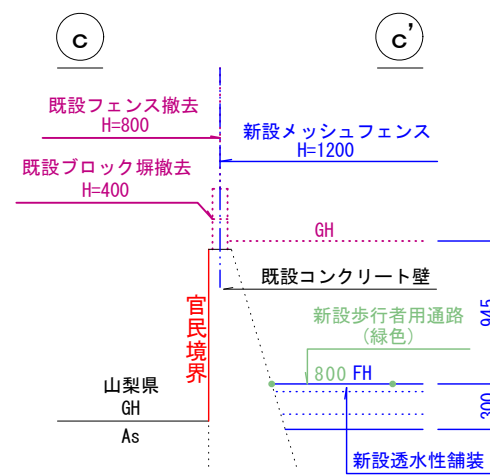 C
C'
既設フェンス撤去
H=800
新設メッシュフェンス
H=1200
既設ブロック塀撤去
H=400
GH
既設コンクリート壁
945
官民境界
新設歩行者用通路
(緑色)
800
FH
山梨県
GH
As
300
新設透水性舗装